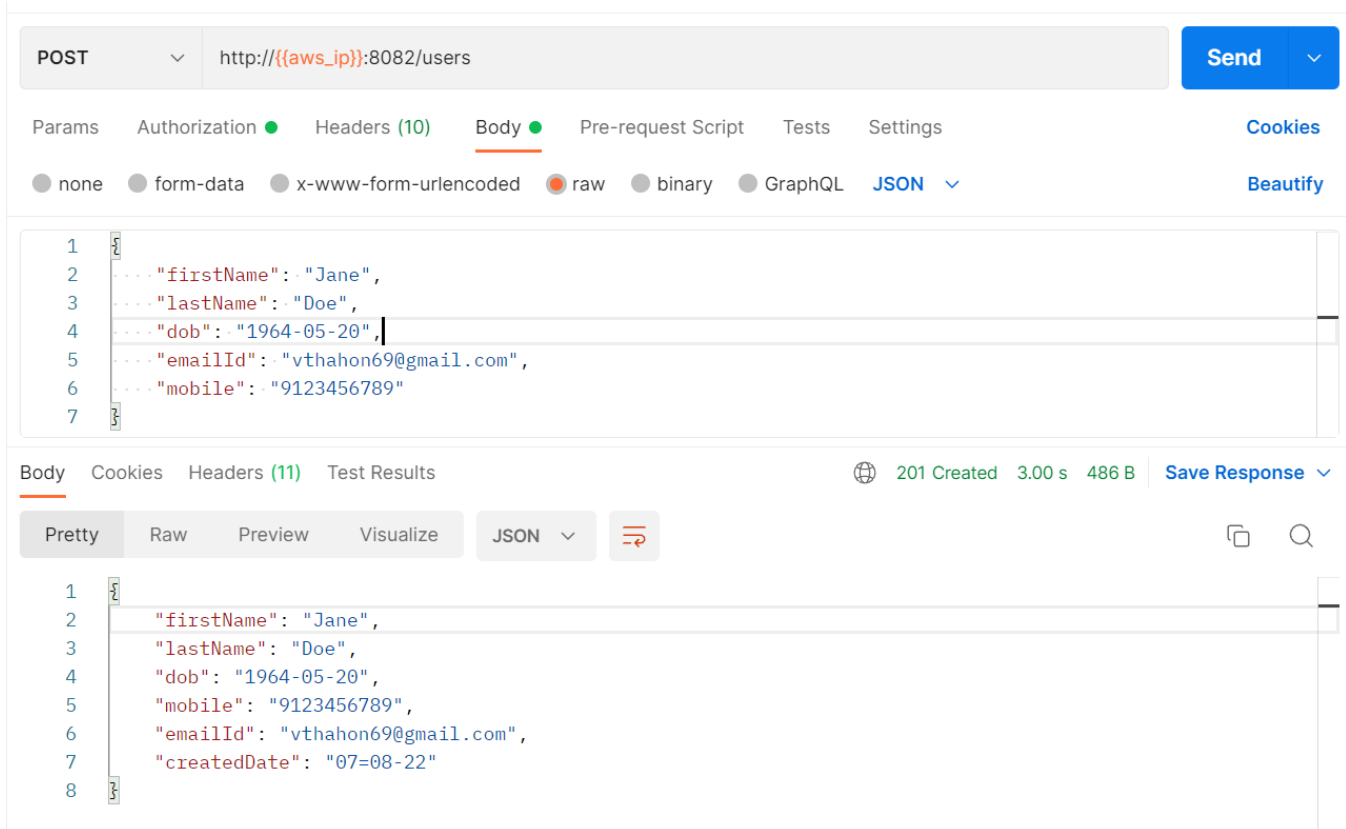 POST http://{{aws_ip}}:8082/users Send
Params Authorization Headers (10) Body Pre-request Script Tests Settings Cookies
none form-data x-www-form-urlencoded raw binary GraphQL JSON Beautify
1 {
2 "firstName": "Jane",
3 "lastName": "Doe",
4 "dob": "1964-05-20",
5 "emailId": "vthahon69@gmail.com",
6 "mobile": "9123456789"
7 }
Body Cookies Headers (11) Test Results 201 Created 3.00 s 486 B Save Response
Pretty Raw Preview Visualize JSON
1 {
2 "firstName": "Jane",
3 "lastName": "Doe",
4 "dob": "1964-05-20",
5 "mobile": "9123456789",
6 "emailId": "vthahon69@gmail.com",
7 "createdDate": "07=08-22"
8 }